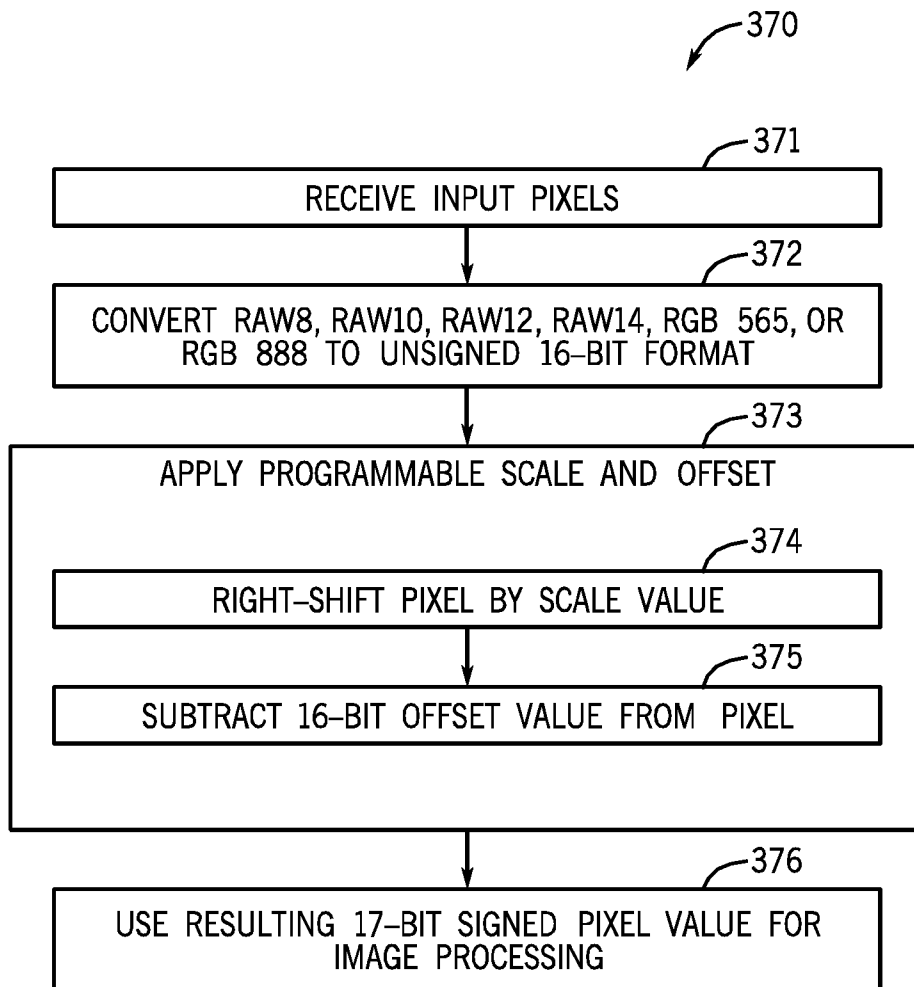 370
371
RECEIVE INPUT PIXELS
372
CONVERT RAW8, RAW10, RAW12, RAW14, RGB 565, OR
RGB 888 TO UNSIGNED 16–BIT FORMAT
373
APPLY PROGRAMMABLE SCALE AND OFFSET
374
RIGHT–SHIFT PIXEL BY SCALE VALUE
375
SUBTRACT 16–BIT OFFSET VALUE FROM PIXEL
376
USE RESULTING 17–BIT SIGNED PIXEL VALUE FOR
IMAGE PROCESSING